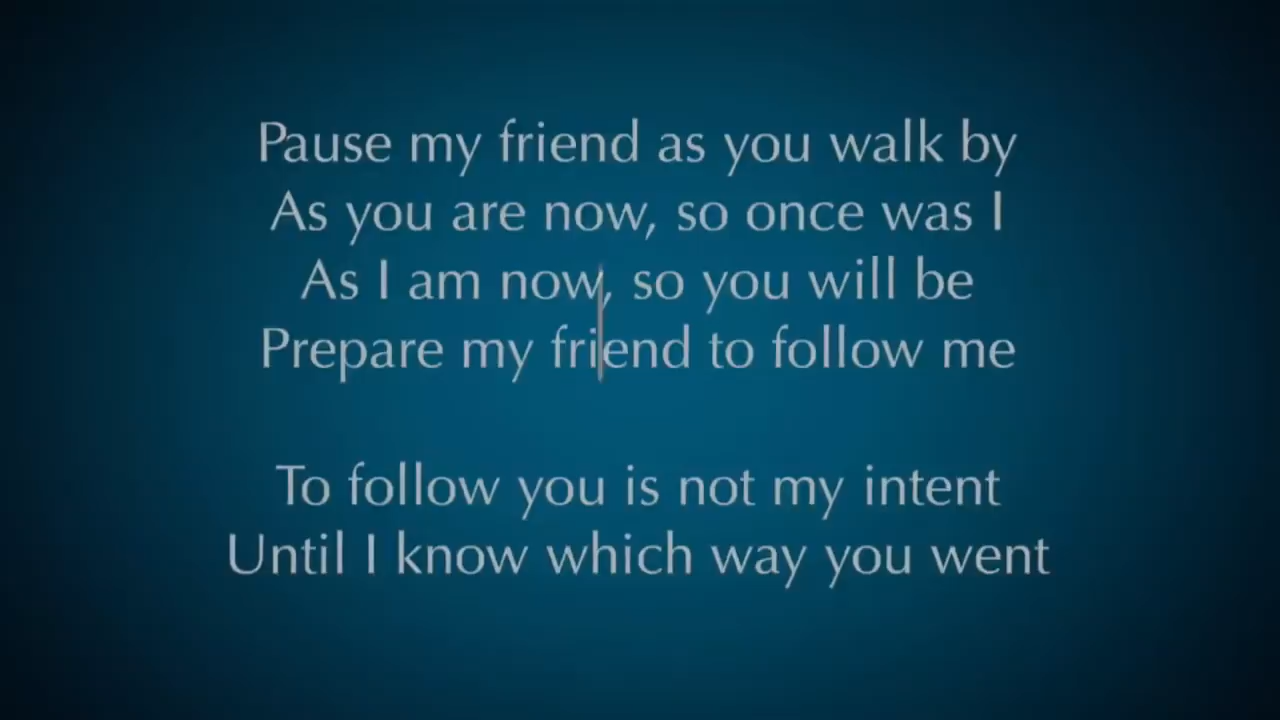 Pause my friend as you walk by
As you are now, so once was I
As I am now, so you will be
Prepare my friend to follow me
To follow you is not my intent
Until I know which way you went